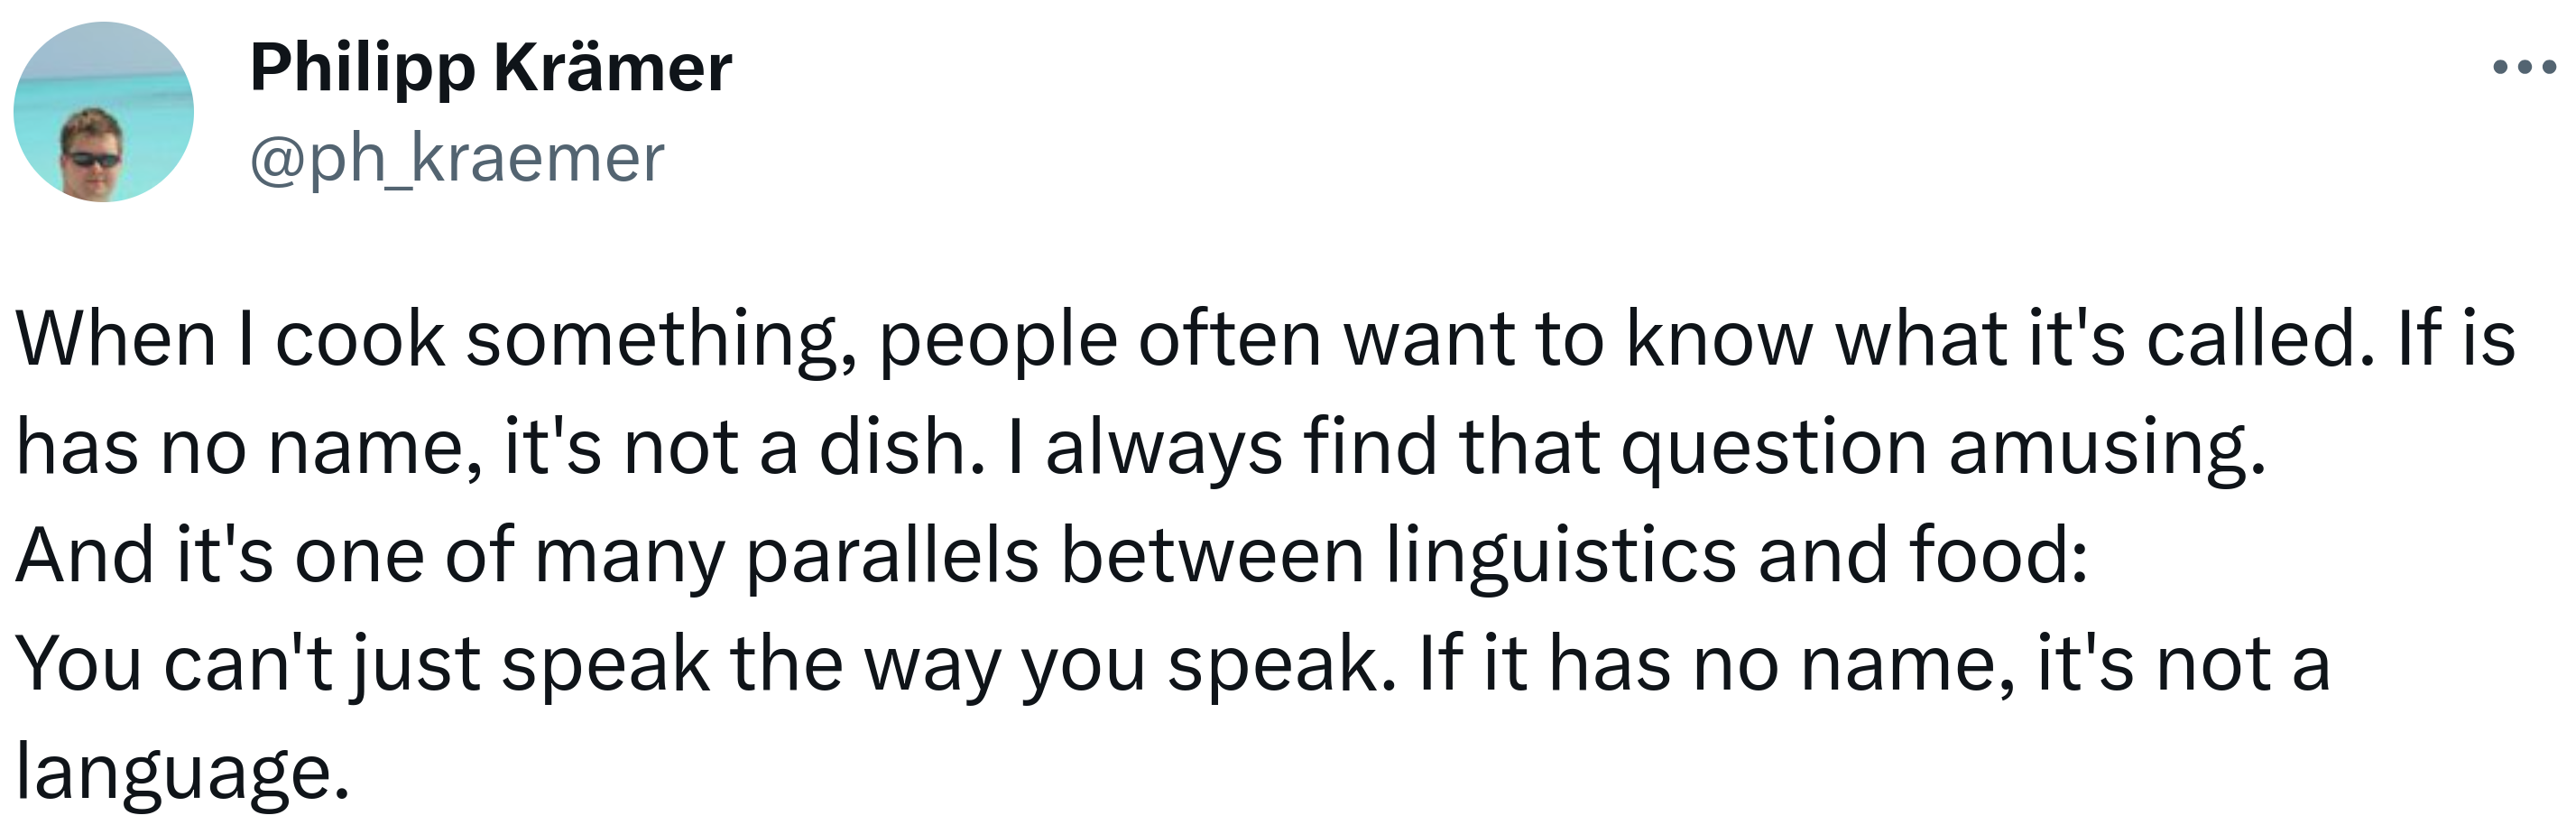 Philipp Krämer
@ph_kraemer
When I cook something, people often want to know what it's called. If is
has no name, it's not a dish. I always find that question amusing.
And it's one of many parallels between linguistics and food:
You can't just speak the way you speak. If it has no name, it's not a
language.